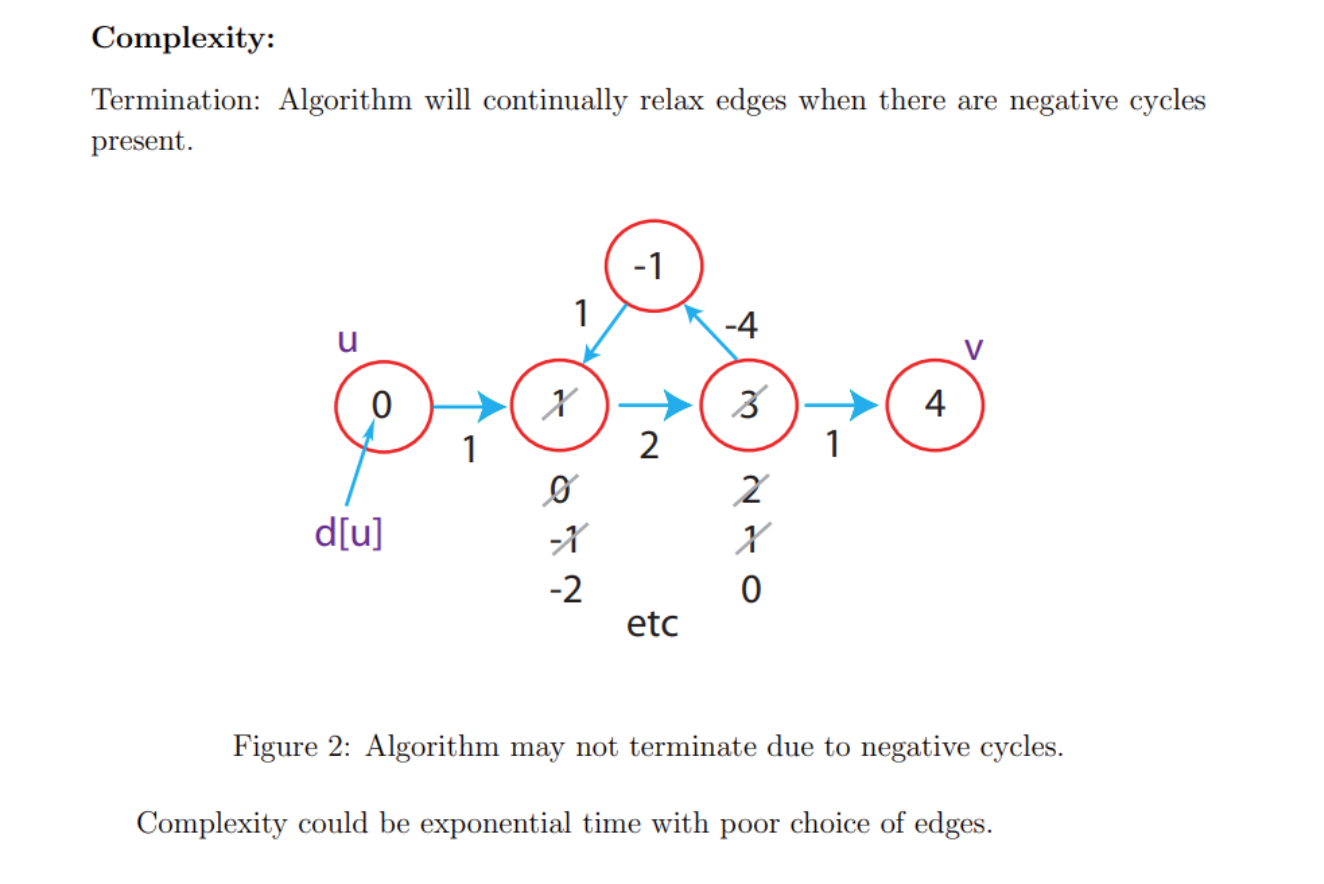 Complexity:
Termination: Algorithm will continually relax edges when there are negative cycles
present.
-1
1
-4
u
v
0
1
3
4
1
2
1
0
2
d[u]
-1
1
-2
0
etc
Figure 2: Algorithm may not terminate due to negative cycles.
Complexity could be exponential time with poor choice of edges.